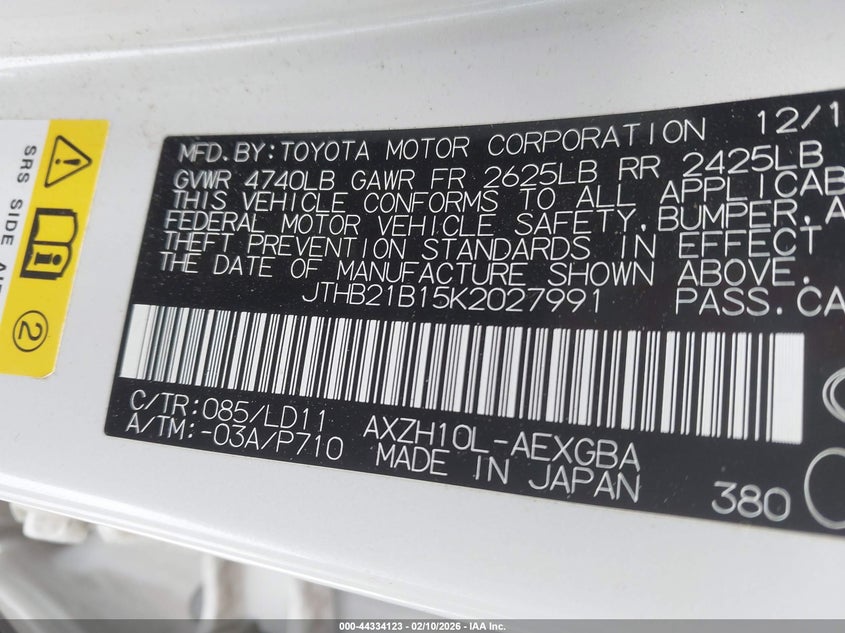 MFD.BY:TOYOTA MOTOR CORPORATION 12/1
GVWR 4740LB GAWR FR 2625LB RR 2425LB
THIS VEHICLE CONFORMS TO ALL APPLICAB
FEDERAL MOTOR VEHICLE SAFETY,BUMPER,A
THEFT PREVENTION STANDARDS IN EFFECT
THE DATE OF MANUFACTURE SHOWN ABOVE.
JTHB21B15K2027991 PASS.CA
C/TR:085/LD11 AXZH10L-AEXGBA
A/TM:-03A/P710 MADE IN JAPAN
380
SRS SIDE AI
2
000-44334123 - 02/10/2026 - IAA Inc.